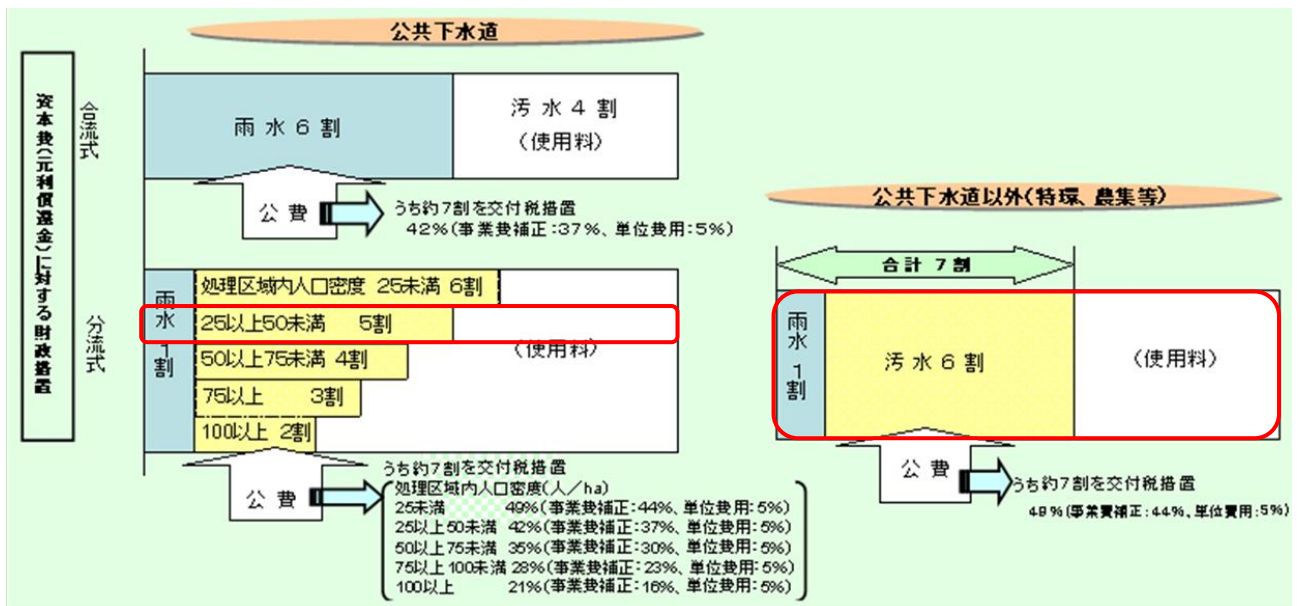 公共下水道
資本費(元利償還金)に対する財政措置
合流式
雨水6割
汚水4割
(使用料)
公費
うち約7割を交付税措置
42%(事業費補正:37%、単位費用:5%)
分流式
雨水1割
処理区域内人口密度 25未満 6割
25以上50未満 5割
50以上75未満 4割
75以上 3割
100以上 2割
(使用料)
公費
うち約7割を交付税措置
処理区域内人口密度(人/ha)
25未満 49%(事業費補正:44%、単位費用:5%)
25以上50未満 42%(事業費補正:37%、単位費用:5%)
50以上75未満 35%(事業費補正:30%、単位費用:5%)
75以上100未満 28%(事業費補正:23%、単位費用:5%)
100以上 21%(事業費補正:16%、単位費用:5%)
公共下水道以外(特環、農集等)
合計 7割
雨水1割
汚水6割
(使用料)
公費
うち約7割を交付税措置
49%(事業費補正:44%、単位費用:5%)